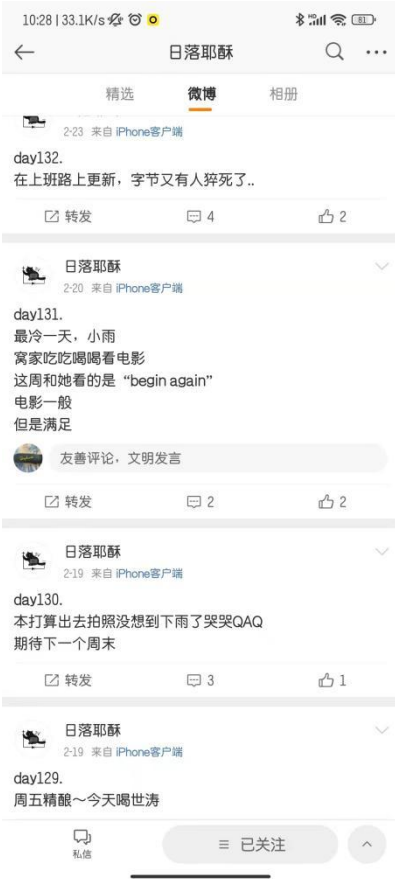 10:28 | 33.1K/s
81
日落耶稣
精选 微博 相册
2-23 来自 iPhone客户端
day132.
在上班路上更新，字节又有人猝死了..
转发 4 2
日落耶酥
2-20 来自 iPhone客户端
day131.
最冷一天，小雨
窝家吃吃喝喝看电影
这周和她看的是“begin again”
电影一般
但是满足
友善评论，文明发言
转发 2 2
日落耶酥
2-19 来自 iPhone客户端
day130.
本打算出去拍照没想到下雨了哭哭QAQ
期待下一个周末
转发 3 1
日落耶酥
2-19 来自 iPhone客户端
day129.
周五精酿～今天喝世涛
私信
已关注